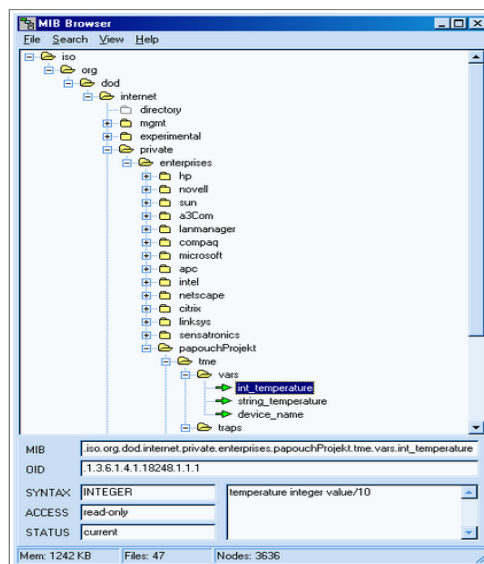 MIB Browser
File Search View Help
iso
org
dod
internet
directory
mgmt
experimental
private
enterprises
hp
novell
sun
a3Com
lanmanager
compaq
microsoft
apc
intel
netscape
citrix
linksys
sensatronics
papouchProjekt
tme
vars
int_temperature
string_temperature
device_name
traps
MIB .iso.org.dod.internet.private.enterprises.papouchProjekt.tme.vars.int_temperature
OID .1.3.6.1.4.1.18248.1.1.1
SYNTAX INTEGER temperature integer value/10
ACCESS read-only
STATUS current
Mem: 1242 KB Files: 47 Nodes: 3636